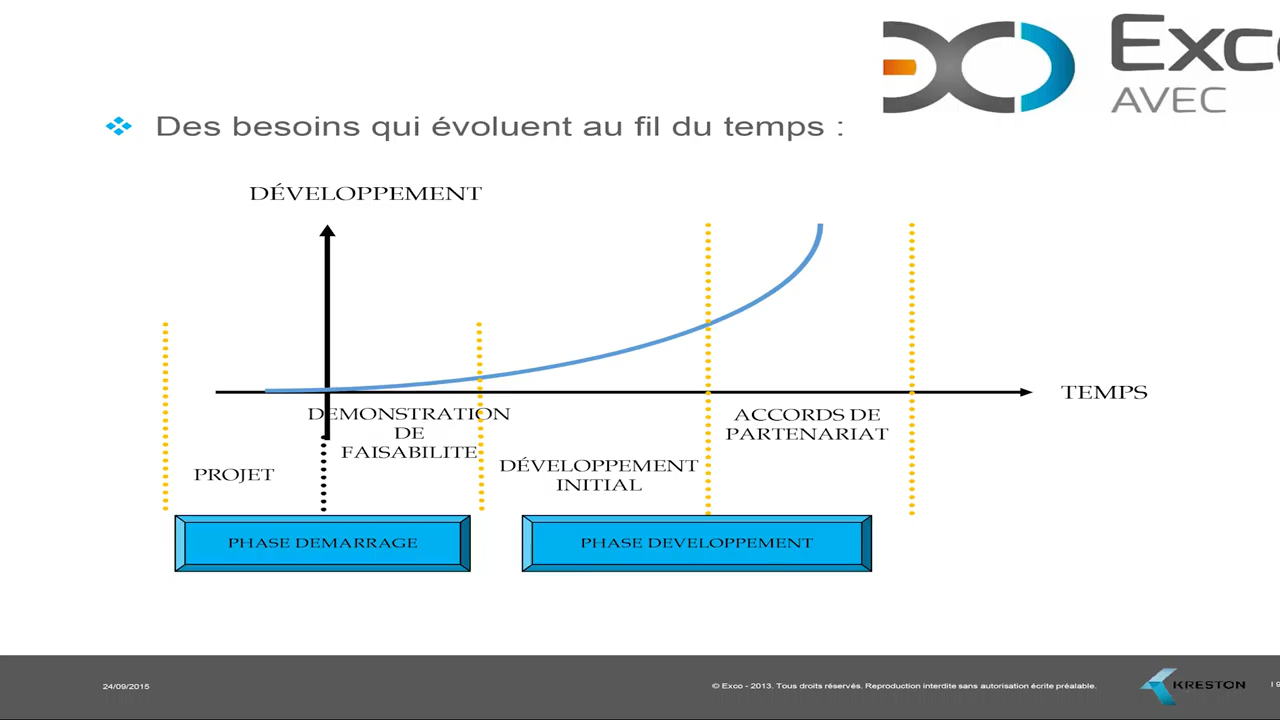 Exco
AVEC
Des besoins qui évoluent au fil du temps :
DÉVELOPPEMENT
TEMPS
DEMONSTRATION
DE
FAISABILITE
ACCORDS DE
PARTENARIAT
PROJET
DÉVELOPPEMENT
INITIAL
PHASE DEMARRAGE
PHASE DEVELOPPEMENT
24/09/2015
© Exco - 2013. Tous droits réservés. Reproduction interdite sans autorisation écrite préalable.
KRESTON
I 9